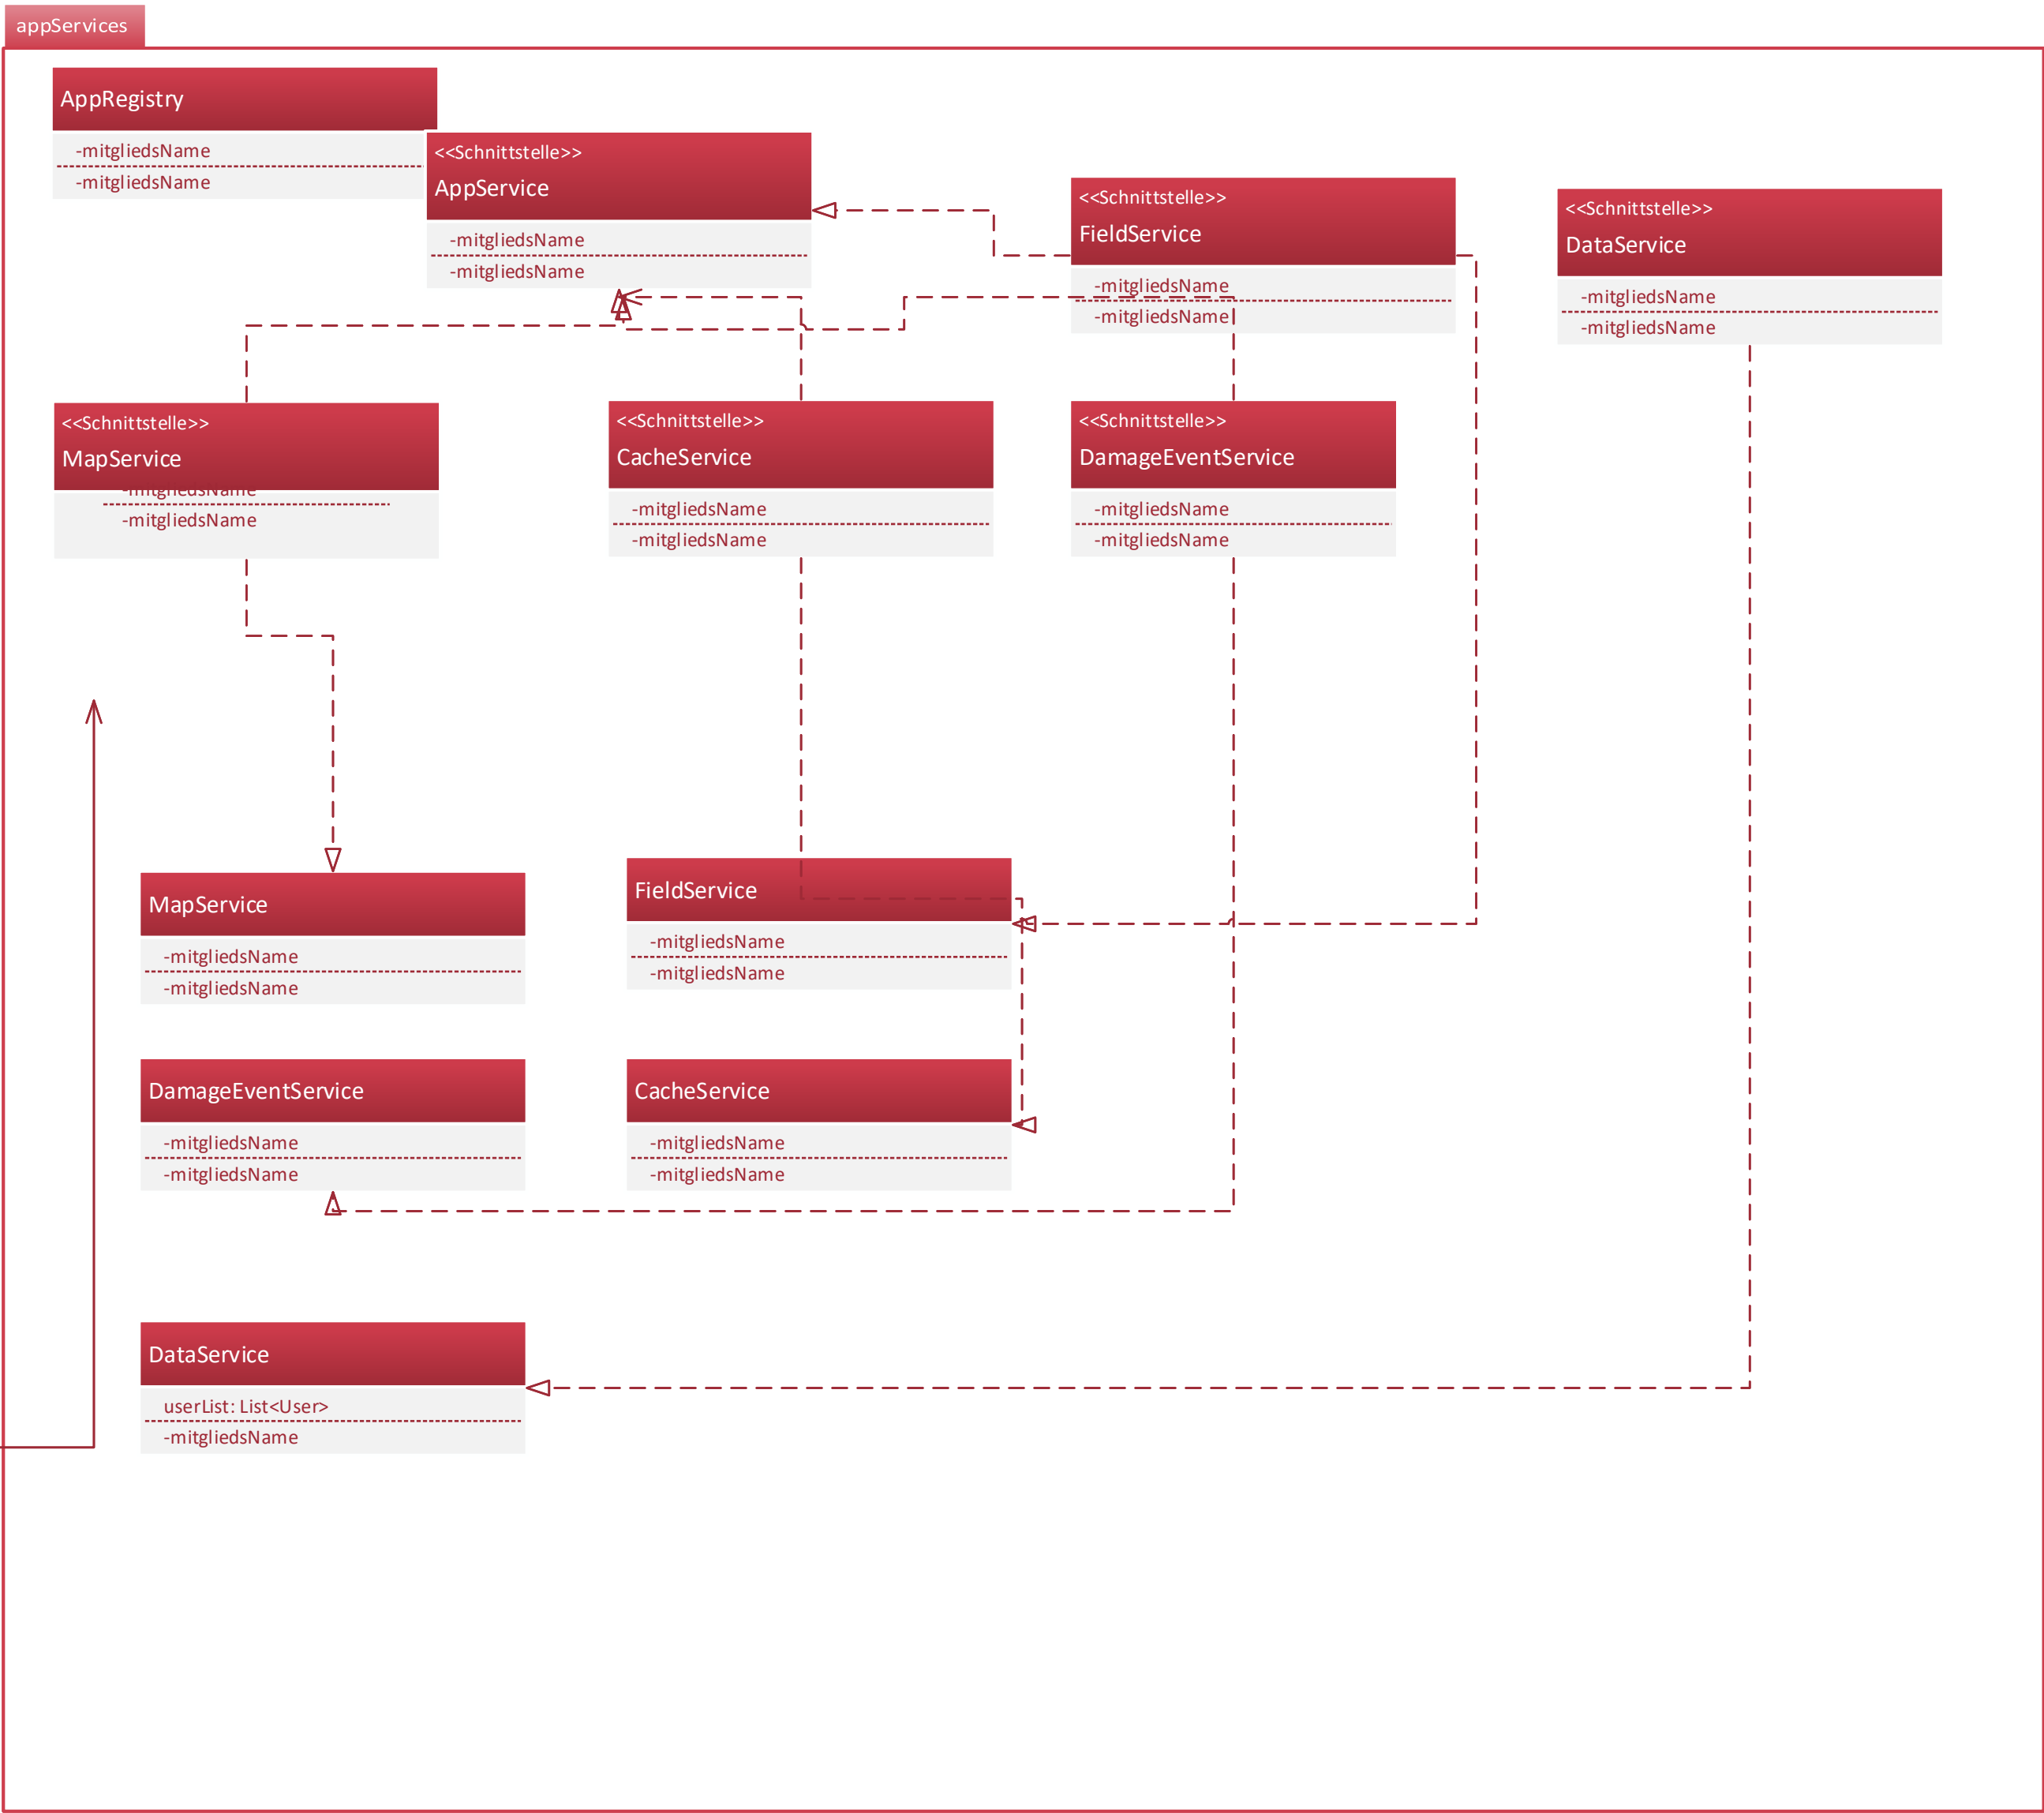 appServices
AppRegistry
-mitgliedsName
-mitgliedsName
<<Schnittstelle>>
AppService
-mitgliedsName
-mitgliedsName
<<Schnittstelle>>
FieldService
-mitgliedsName
-mitgliedsName
<<Schnittstelle>>
DataService
-mitgliedsName
-mitgliedsName
<<Schnittstelle>>
MapService
-mitgliedsName
-mitgliedsName
<<Schnittstelle>>
CacheService
-mitgliedsName
-mitgliedsName
<<Schnittstelle>>
DamageEventService
-mitgliedsName
-mitgliedsName
MapService
-mitgliedsName
-mitgliedsName
FieldService
-mitgliedsName
-mitgliedsName
DamageEventService
-mitgliedsName
-mitgliedsName
CacheService
-mitgliedsName
-mitgliedsName
DataService
userList: List<User>
-mitgliedsName